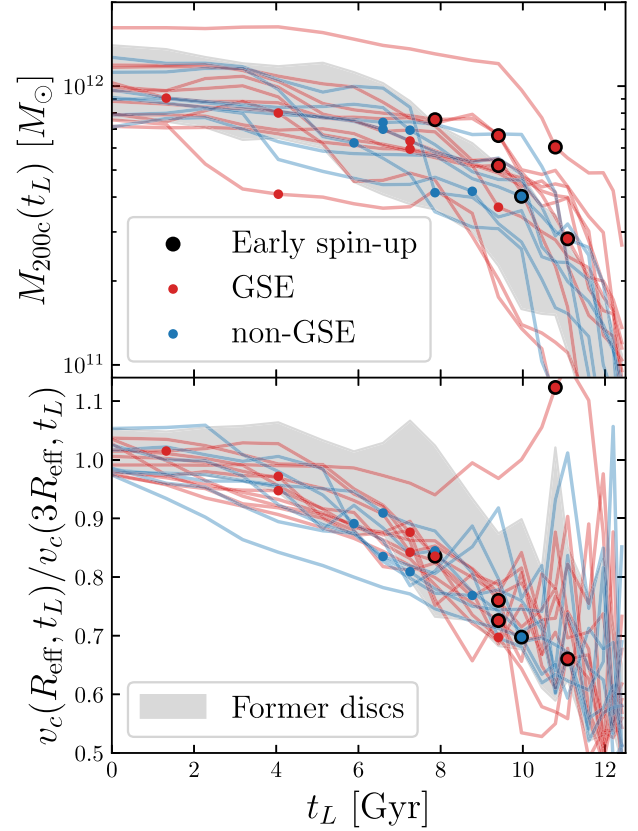 M_{200c}(t_L) [M_⊙]
10^{12}
10^{11}
Early spin-up
GSE
non-GSE
v_c(R_eff, t_L)/v_c(3R_eff, t_L)
1.1
1.0
0.9
0.8
0.7
0.6
0.5
Former discs
0 2 4 6 8 10 12
t_L [Gyr]